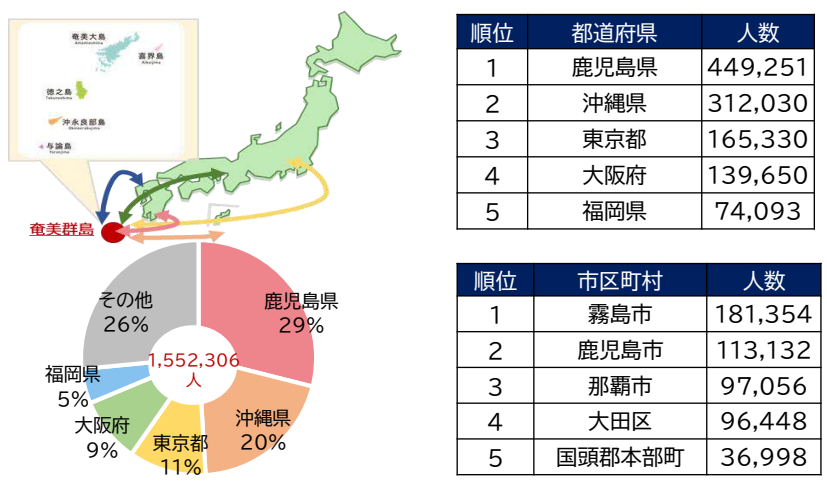 奄美大島
Amamioshima
喜界島
Kikaijima
徳之島
Tokunoshima
沖永良部島
Okinoerabujima
与論島
Yoronjima
奄美群島
その他
26%
鹿児島県
29%
1,552,306
人
福岡県
5%
大阪府
9%
東京都
11%
沖縄県
20%
順位 都道府県 人数
1 鹿児島県 449,251
2 沖縄県 312,030
3 東京都 165,330
4 大阪府 139,650
5 福岡県 74,093
順位 市区町村 人数
1 霧島市 181,354
2 鹿児島市 113,132
3 那覇市 97,056
4 大田区 96,448
5 国頭郡本部町 36,998